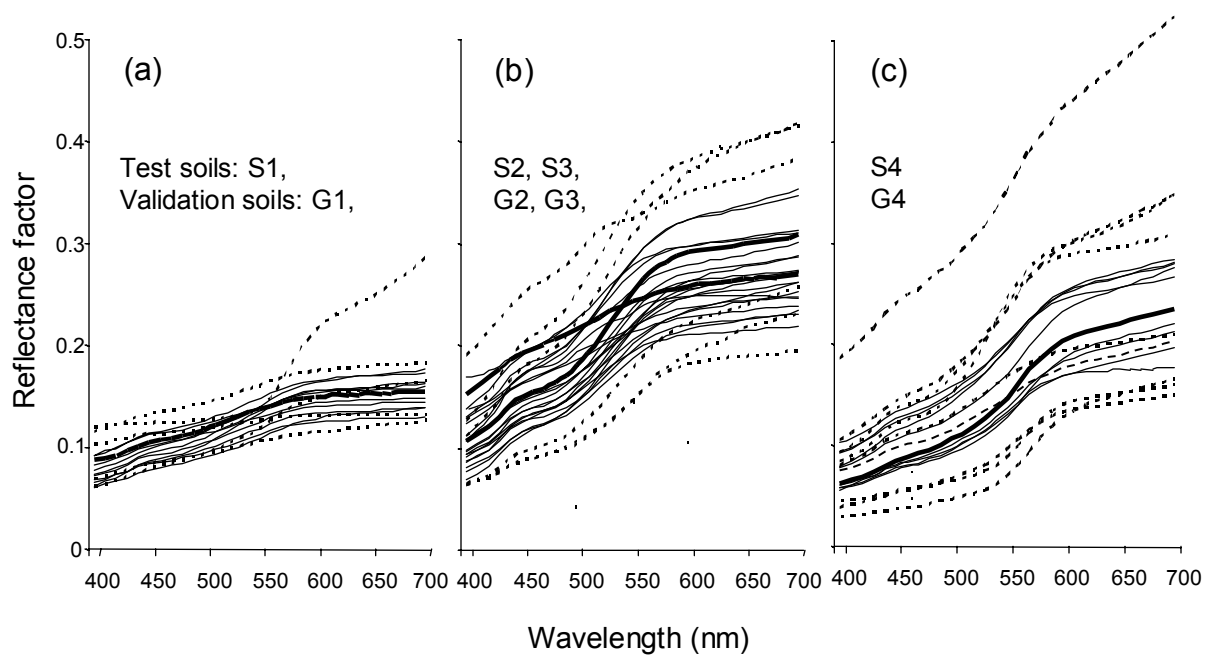 (a)
(b)
(c)
Test soils: S1,
Validation soils: G1,
S2, S3,
G2, G3,
S4
G4
Reflectance factor
0.5
0.4
0.3
0.2
0.1
0
400 450 500 550 600 650 700
400 450 500 550 600 650 700
400 450 500 550 600 650 700
Wavelength (nm)